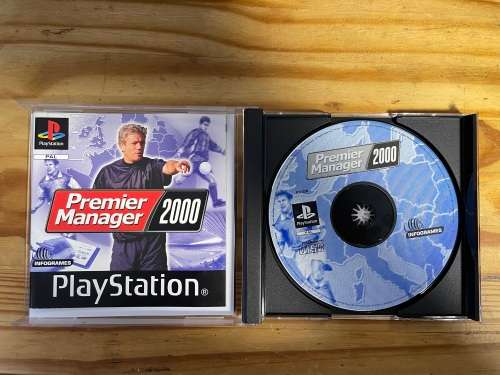 PlayStation
PAL
Premier
Manager
2000
INFOGRAMES
PlayStation®
Premier
Manager
2000
INFOGRAMES